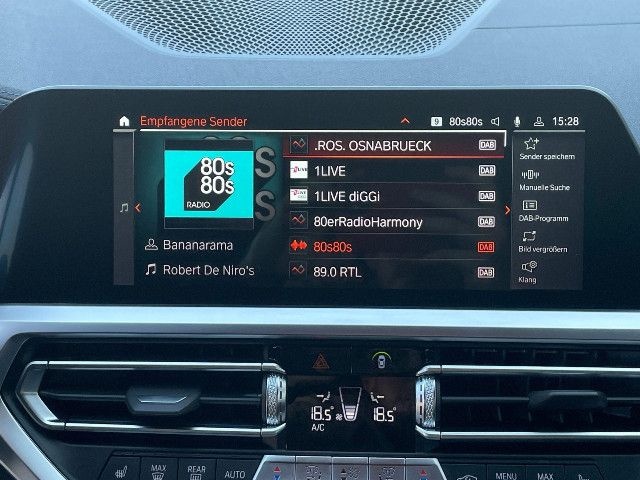 Empfangene Sender
9 80s80s 15:28
80s
80s
RADIO
Bananarama
Robert De Niro's
.ROS. OSNABRUECK DAB
1LIVE DAB
1LIVE diGGi DAB
80erRadioHarmony DAB
80s80s DAB
89.0 RTL DAB
Sender speichern
Manuelle Suche
DAB-Programm
Bild vergrößern
Klang
18.5° 18.5°
A/C
MAX
REAR
AUTO
MENU
MAX